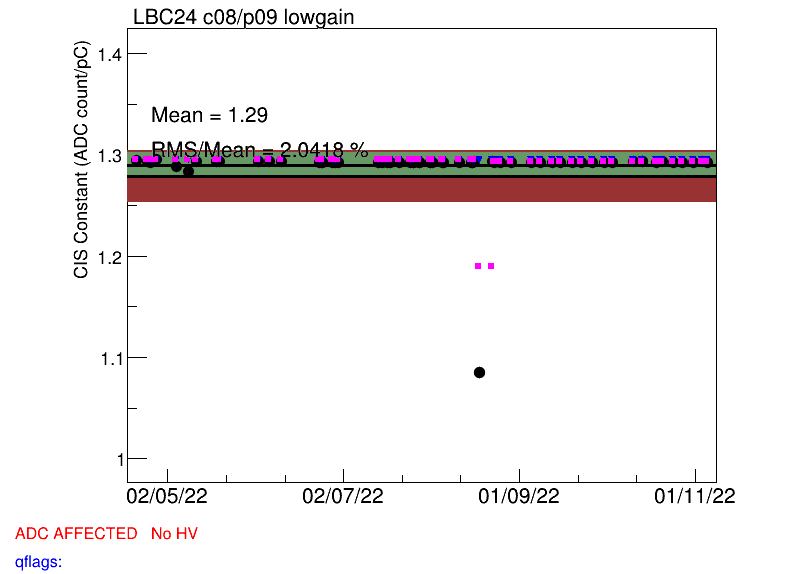 LBC24 c08/p09 lowgain
CIS Constant (ADC count/pC)
1.4
Mean = 1.29
RMS/Mean = 2.0418 %
1.3
1.2
1.1
1
02/05/22 02/07/22 01/09/22 01/11/22
ADC AFFECTED No HV
qflags: